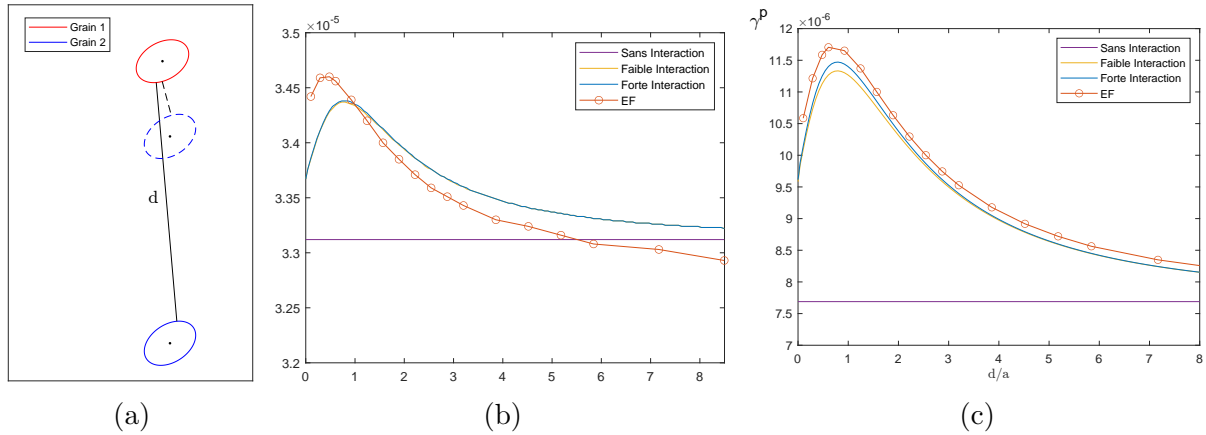 Grain 1
Grain 2
d
(a)
×10-5
3.5
3.45
3.4
3.35
3.3
3.25
3.2
0 1 2 3 4 5 6 7 8
Sans Interaction
Faible Interaction
Forte Interaction
EF
(b)
γp
×10-6
12
11.5
11
10.5
10
9.5
9
8.5
8
7.5
7
0 1 2 3 4 5 6 7 8
d/a
Sans Interaction
Faible Interaction
Forte Interaction
EF
(c)